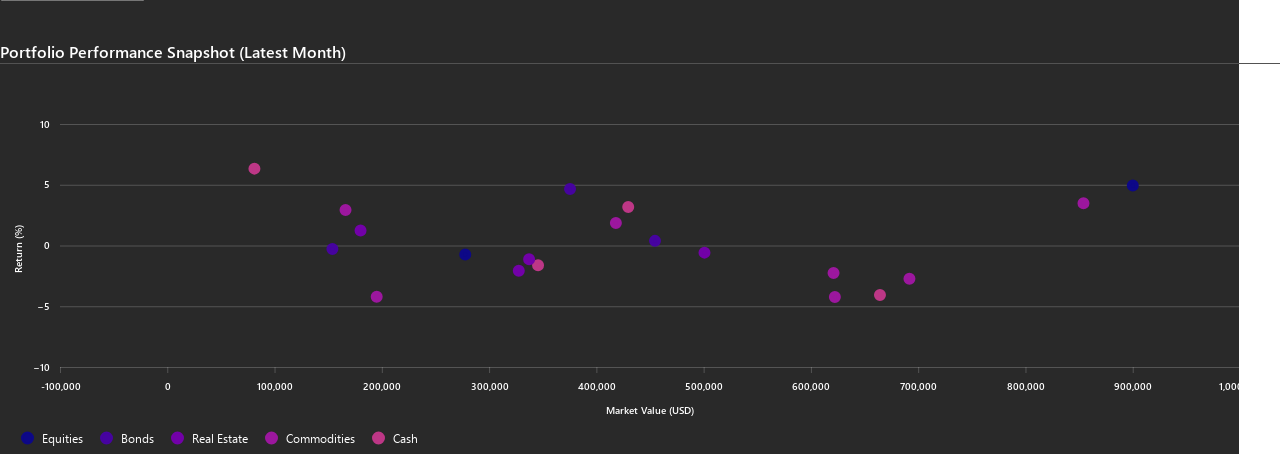 Portfolio Performance Snapshot (Latest Month)
10
5
0
−5
−10
Return (%)
-100,000 0 100,000 200,000 300,000 400,000 500,000 600,000 700,000 800,000 900,000 1,000
Market Value (USD)
Equities Bonds Real Estate Commodities Cash